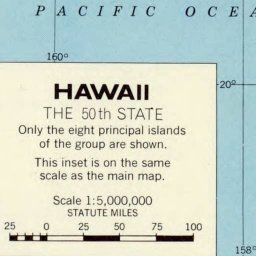 PACIFIC OCE
160°
20°
HAWAII
THE 50th STATE
Only the eight principal islands
of the group are shown.
This inset is on the same
scale as the main map.
Scale 1:5,000,000
STATUTE MILES
25 0 25 50 75 100
158°